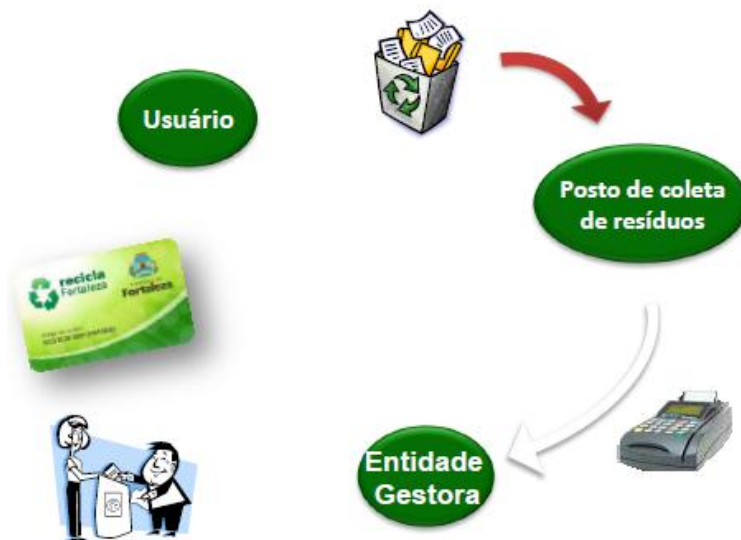 Usuário
Posto de coleta
de resíduos
recicla
Fortaleza
Fortaleza
Entidade
Gestora